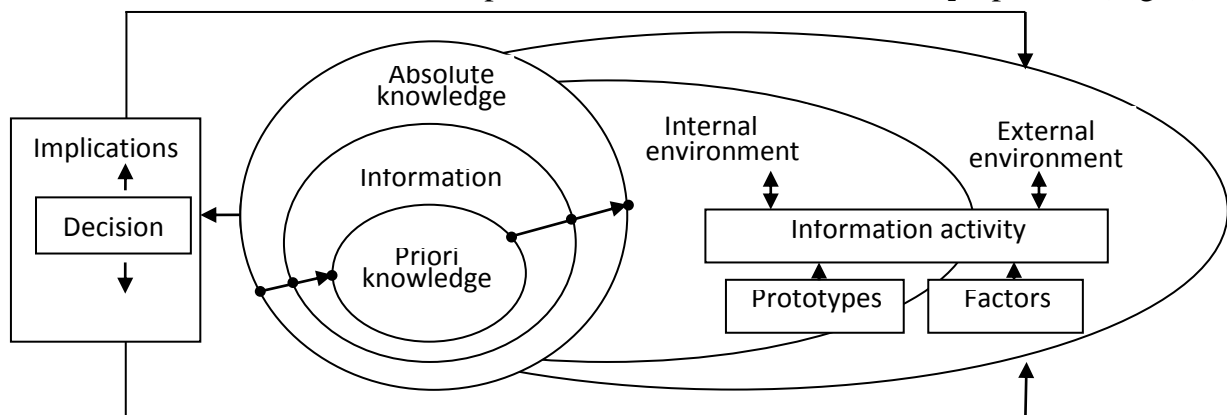 Absolute
knowledge
Internal
environment
External
environment
Implications
Information
Decision
Information activity
Priori
knowledge
Prototypes
Factors